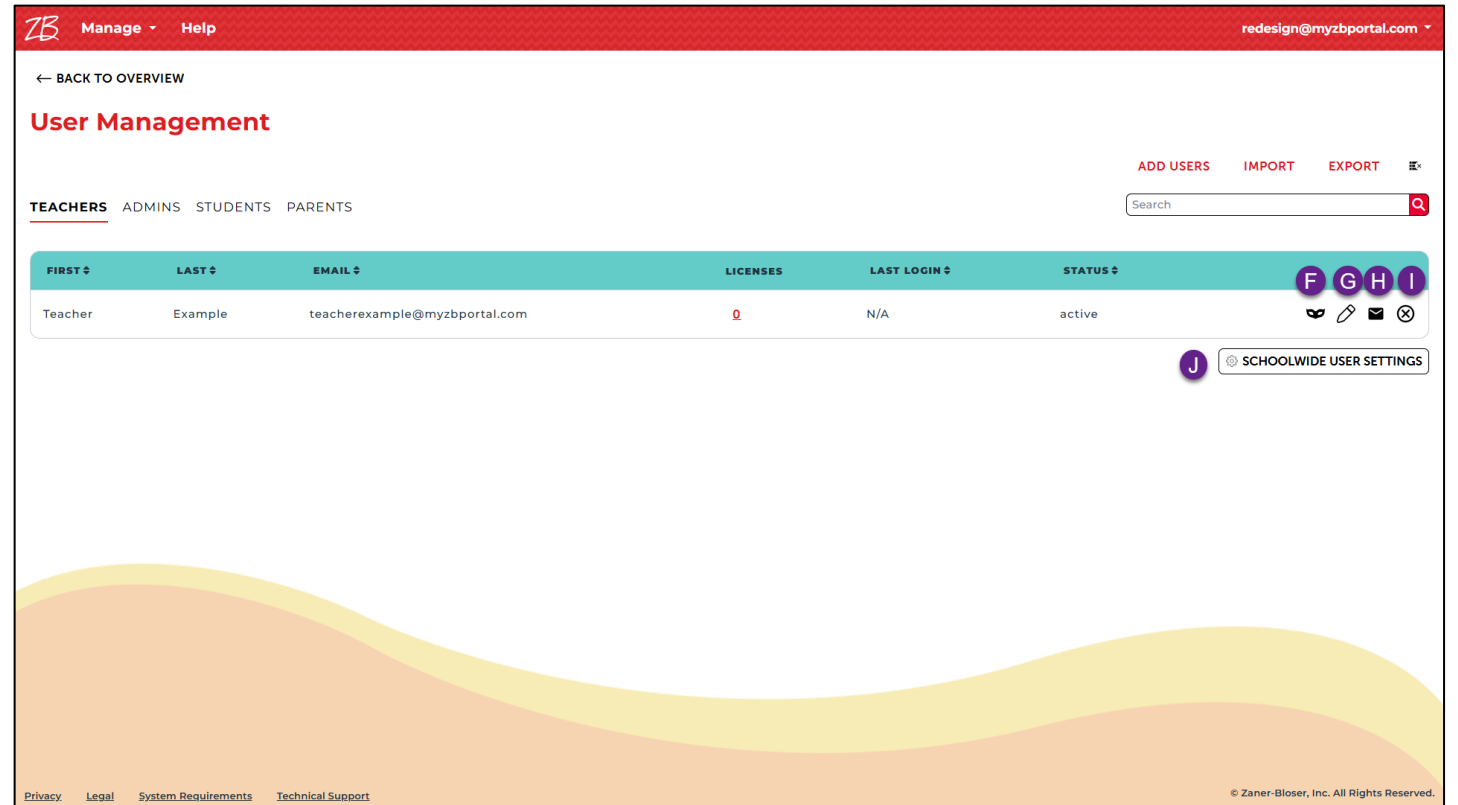 ZB Manage Help redesign@myzbportal.com
← BACK TO OVERVIEW
User Management
ADD USERS IMPORT EXPORT
TEACHERS ADMINS STUDENTS PARENTS Search
FIRST LAST EMAIL LICENSES LAST LOGIN STATUS
F G H I
Teacher Example teacherexample@myzbportal.com 0 N/A active
J SCHOOLWIDE USER SETTINGS
Privacy Legal System Requirements Technical Support © Zaner-Bloser, Inc. All Rights Reserved.